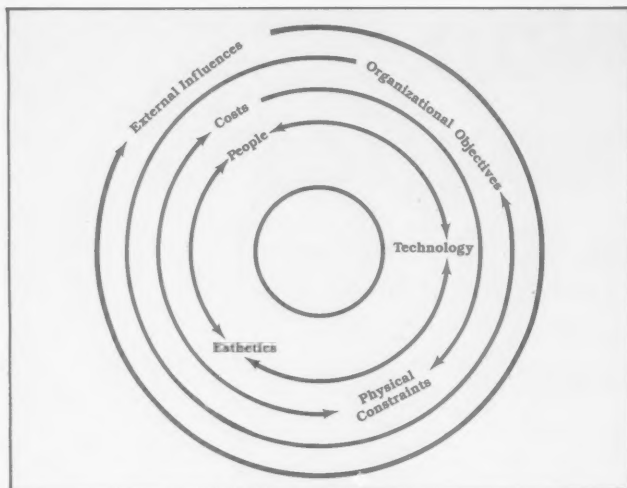 External Influences
Organizational Objectives
Costs
People
Technology
Esthetics
Physical
Constraints